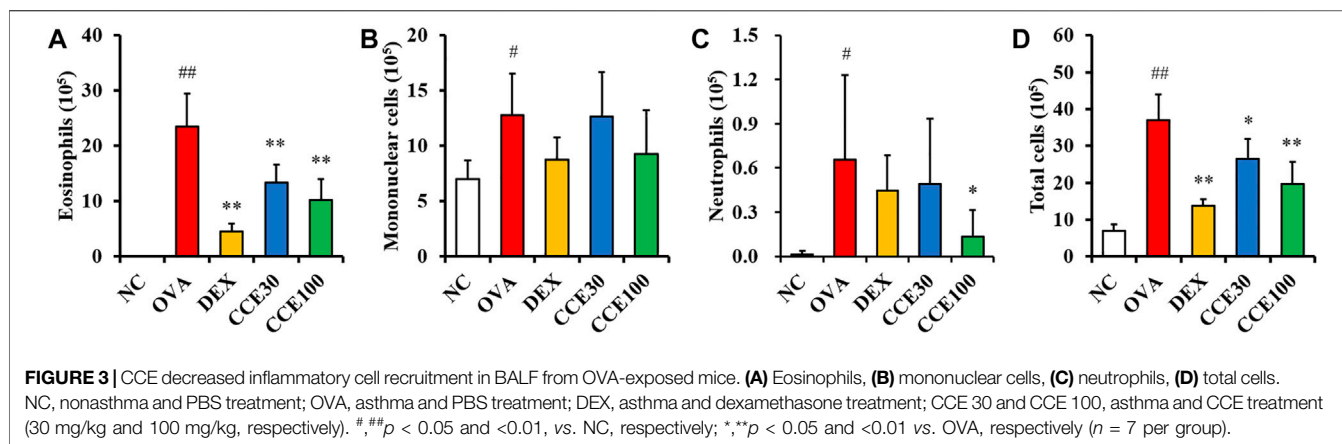 A
Eosinophils (10⁵)
40
30
20
10
0
##
**
**
**
NC
OVA
DEX
CCE30
CCE100
B
Mononuclear cells (10⁵)
20
15
10
5
0
#
NC
OVA
DEX
CCE30
CCE100
C
Neutrophils (10⁵)
1.5
1.2
0.9
0.6
0.3
0.0
#
*
NC
OVA
DEX
CCE30
CCE100
D
Total cells (10⁵)
60
50
40
30
20
10
0
##
**
*
**
NC
OVA
DEX
CCE30
CCE100
FIGURE 3 | CCE decreased inflammatory cell recruitment in BALF from OVA-exposed mice. (A) Eosinophils, (B) mononuclear cells, (C) neutrophils, (D) total cells.
NC, nonasthma and PBS treatment; OVA, asthma and PBS treatment; DEX, asthma and dexamethasone treatment; CCE 30 and CCE 100, asthma and CCE treatment
(30 mg/kg and 100 mg/kg, respectively). #,##p < 0.05 and <0.01, vs. NC, respectively; *,**p < 0.05 and <0.01 vs. OVA, respectively (n = 7 per group).